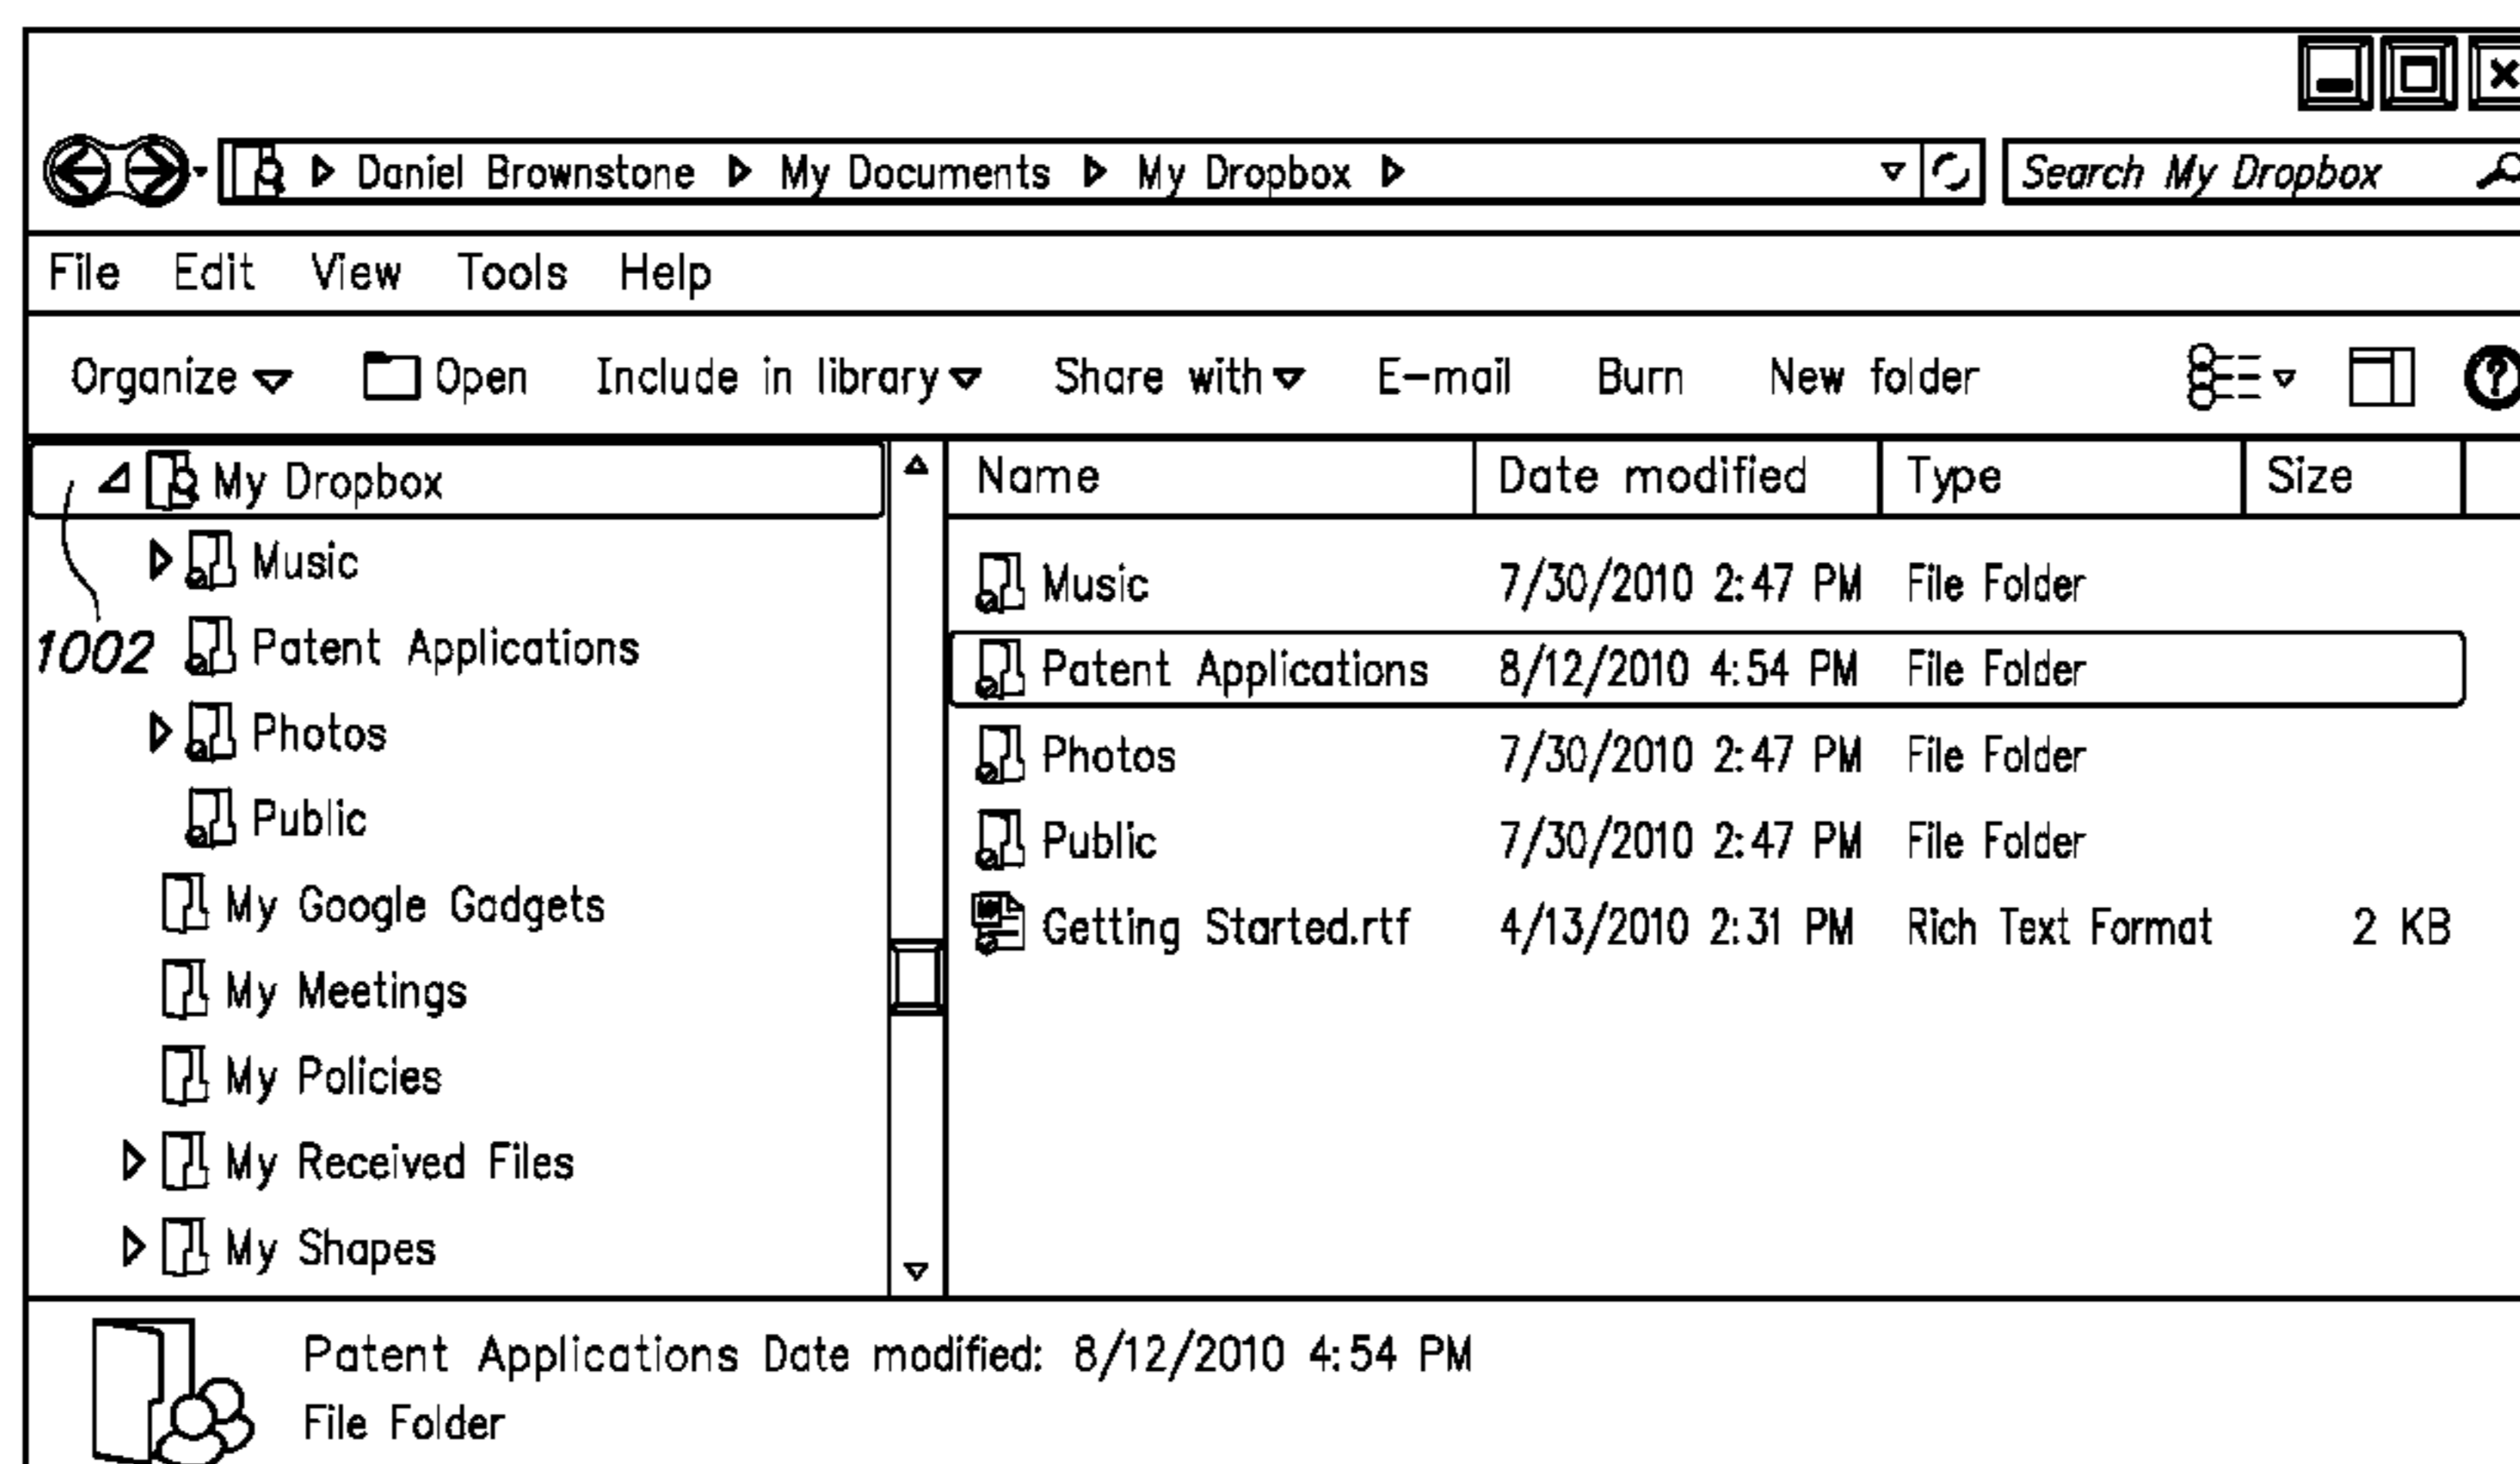 Daniel Brownstone My Documents My Dropbox Search My Dropbox
File Edit View Tools Help
Organize Open Include in library Share with E-mail Burn New folder ?
My Dropbox
Music
1002 Patent Applications
Photos
Public
My Google Gadgets
My Meetings
My Policies
My Received Files
My Shapes
Name Date modified Type Size
Music 7/30/2010 2:47 PM File Folder
Patent Applications 8/12/2010 4:54 PM File Folder
Photos 7/30/2010 2:47 PM File Folder
Public 7/30/2010 2:47 PM File Folder
Getting Started.rtf 4/13/2010 2:31 PM Rich Text Format 2 KB
Patent Applications Date modified: 8/12/2010 4:54 PM
File Folder